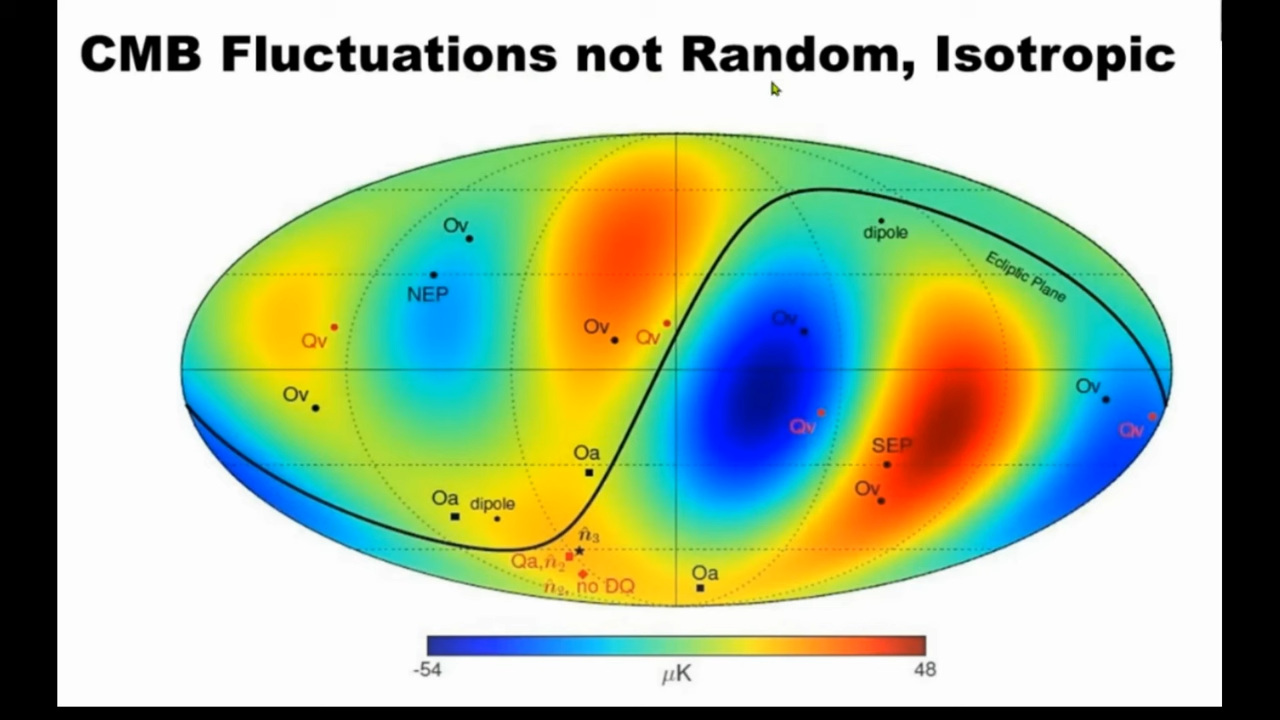 CMB Fluctuations not Random, Isotropic
Ov
dipole
Ecliptic Plane
NEP
Ov
Ov
Qv
Qv
Ov
Ov
Qv
Qv
Oa
SEP
Ov
Oa
dipole
n̂₃
Qa, n̂₂
n̂₂, no DQ
Oa
-54
μK
48